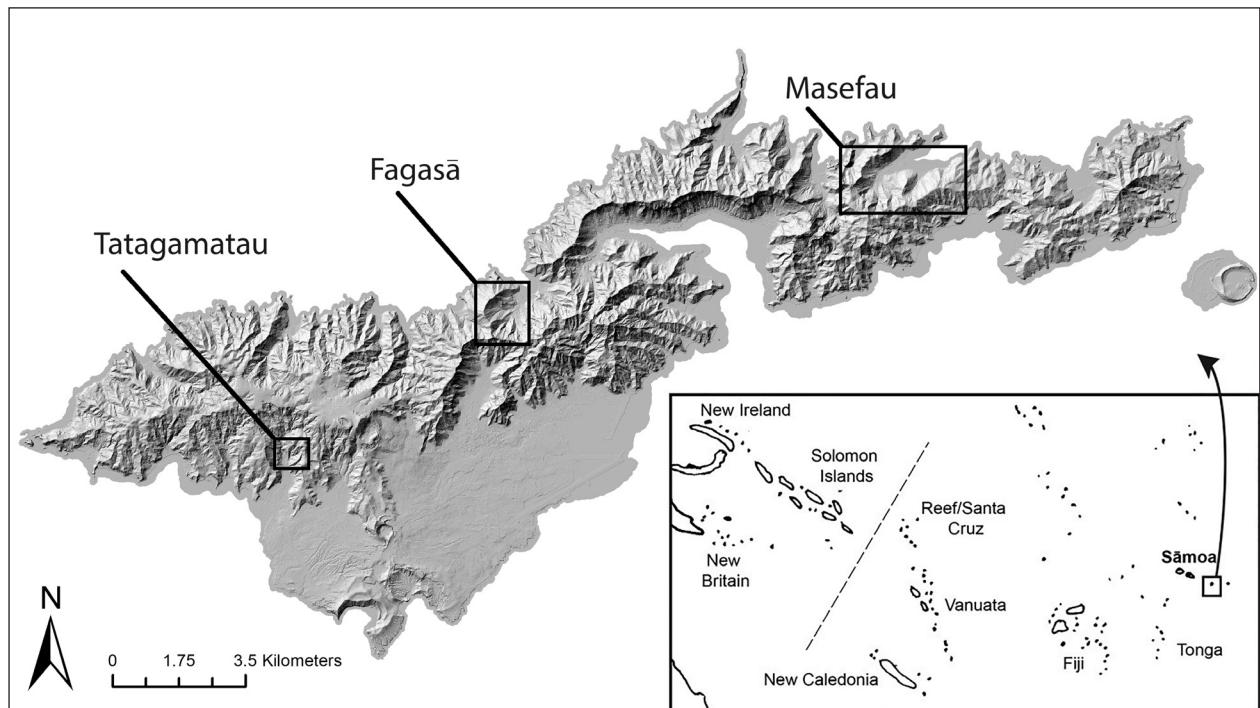 Masefau
Fagasā
Tatagamatau
N
0 1.75 3.5 Kilometers
New Ireland
Solomon
Islands
Reef/Santa
Cruz
New
Britain
Sāmoa
Vanuata
Tonga
Fiji
New Caledonia